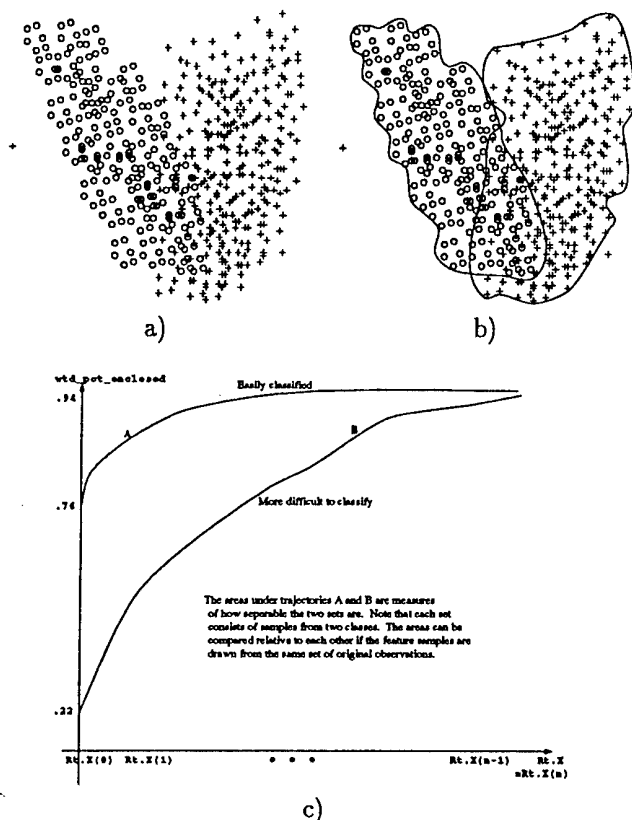 a)
b)
wtd_pct_enclosed
.94
Easily classified
A
B
.76
More difficult to classify
The areas under trajectories A and B are measures
of how separable the two sets are. Note that each set
consists of samples from two classes. The areas can be
compared relative to each other if the feature samples are
drawn from the same set of original observations.
.22
Rt.X(0) Rt.X(1) • • • Rt.X(n-1) Rt.X
=Rt.X(n)
c)